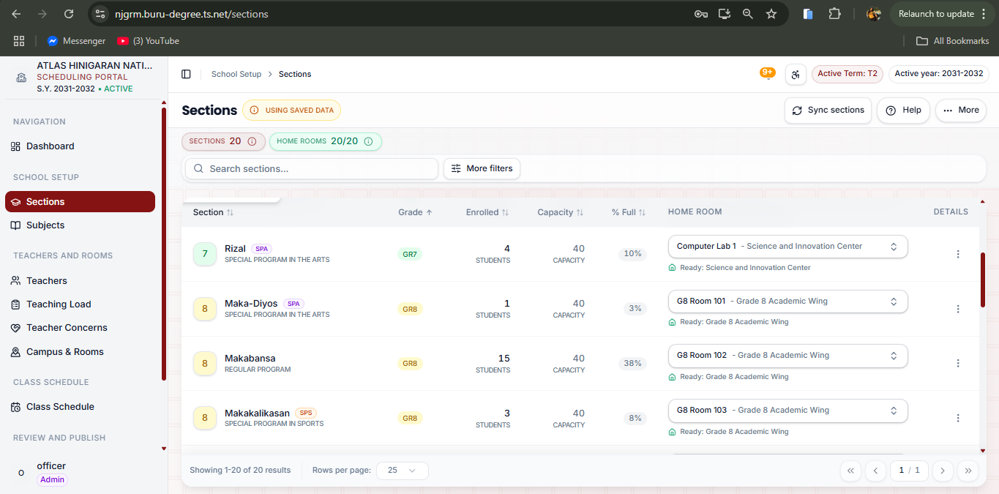 njgrm.buru-degree.ts.net/sections
Relaunch to update
Messenger
(3) YouTube
All Bookmarks
ATLAS HINIGARAN NATI...
SCHEDULING PORTAL
S.Y. 2031-2032 • ACTIVE
NAVIGATION
Dashboard
SCHOOL SETUP
Sections
Subjects
TEACHERS AND ROOMS
Teachers
Teaching Load
Teacher Concerns
Campus & Rooms
CLASS SCHEDULE
Class Schedule
REVIEW AND PUBLISH
O
officer
Admin
School Setup > Sections
9+
Active Term: T2
Active year: 2031-2032
Sections
USING SAVED DATA
Sync sections
Help
More
SECTIONS 20
HOME ROOMS 20/20
Search sections...
More filters
Section Grade Enrolled Capacity % Full HOME ROOM DETAILS
7 Rizal SPA GR7 4 40 10% Computer Lab 1 - Science and Innovation Center
SPECIAL PROGRAM IN THE ARTS STUDENTS CAPACITY Ready: Science and Innovation Center
8 Maka-Diyos SPA GR8 1 40 3% G8 Room 101 - Grade 8 Academic Wing
SPECIAL PROGRAM IN THE ARTS STUDENTS CAPACITY Ready: Grade 8 Academic Wing
8 Makabansa GR8 15 40 38% G8 Room 102 - Grade 8 Academic Wing
REGULAR PROGRAM STUDENTS CAPACITY Ready: Grade 8 Academic Wing
8 Makakalikasan SPS GR8 3 40 8% G8 Room 103 - Grade 8 Academic Wing
SPECIAL PROGRAM IN SPORTS STUDENTS CAPACITY Ready: Grade 8 Academic Wing
Showing 1-20 of 20 results
Rows per page: 25
1 / 1